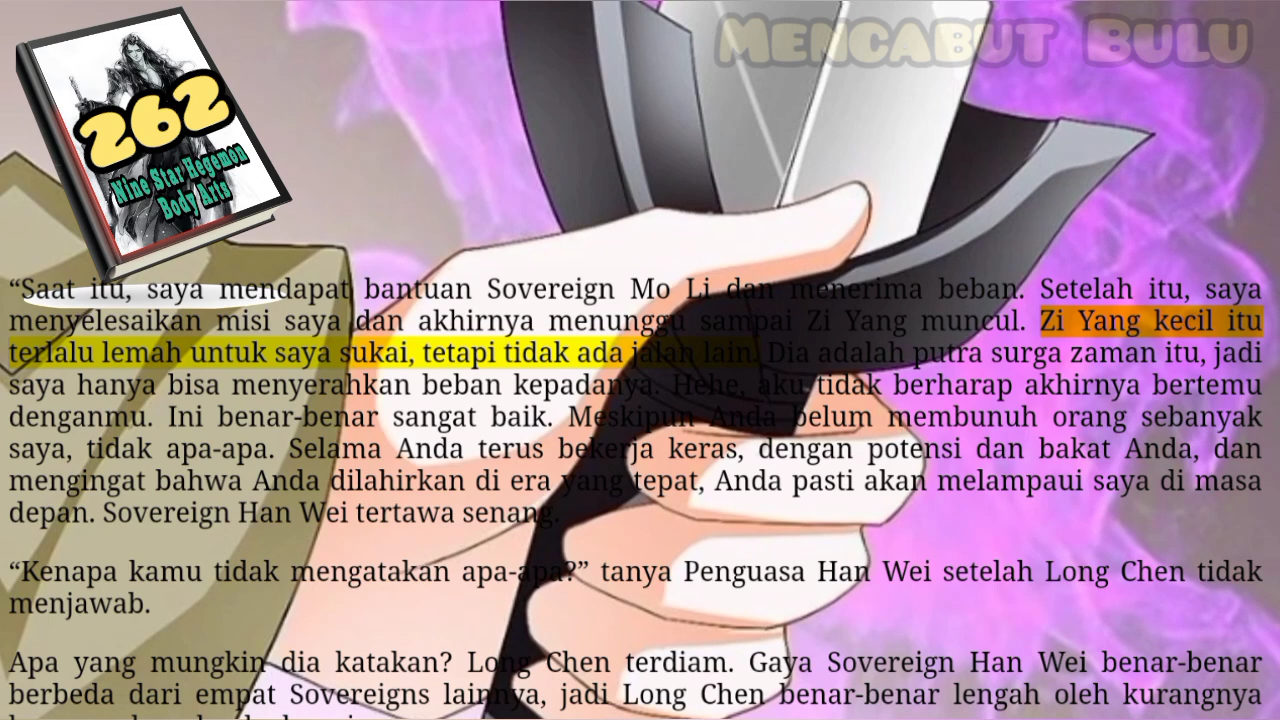 Mencabut Bulu
262
Nine Star Hegemon
Body Arts
“Saat itu, saya mendapat bantuan Sovereign Mo Li dan menerima beban. Setelah itu, saya
menyelesaikan misi saya dan akhirnya menunggu sampai Zi Yang muncul. Zi Yang kecil itu
terlalu lemah untuk saya sukai, tetapi tidak ada jalan lain. Dia adalah putra surga zaman itu, jadi
saya hanya bisa menyerahkan beban kepadanya. Hehe, aku tidak berharap akhirnya bertemu
denganmu. Ini benar-benar sangat baik. Meskipun Anda belum membunuh orang sebanyak
saya, tidak apa-apa. Selama Anda terus bekerja keras, dengan potensi dan bakat Anda, dan
mengingat bahwa Anda dilahirkan di era yang tepat, Anda pasti akan melampaui saya di masa
depan. Sovereign Han Wei tertawa senang.
“Kenapa kamu tidak mengatakan apa-apa?” tanya Penguasa Han Wei setelah Long Chen tidak
menjawab.
Apa yang mungkin dia katakan? Long Chen terdiam. Gaya Sovereign Han Wei benar-benar
berbeda dari empat Sovereigns lainnya, jadi Long Chen benar-benar lengah oleh kurangnya